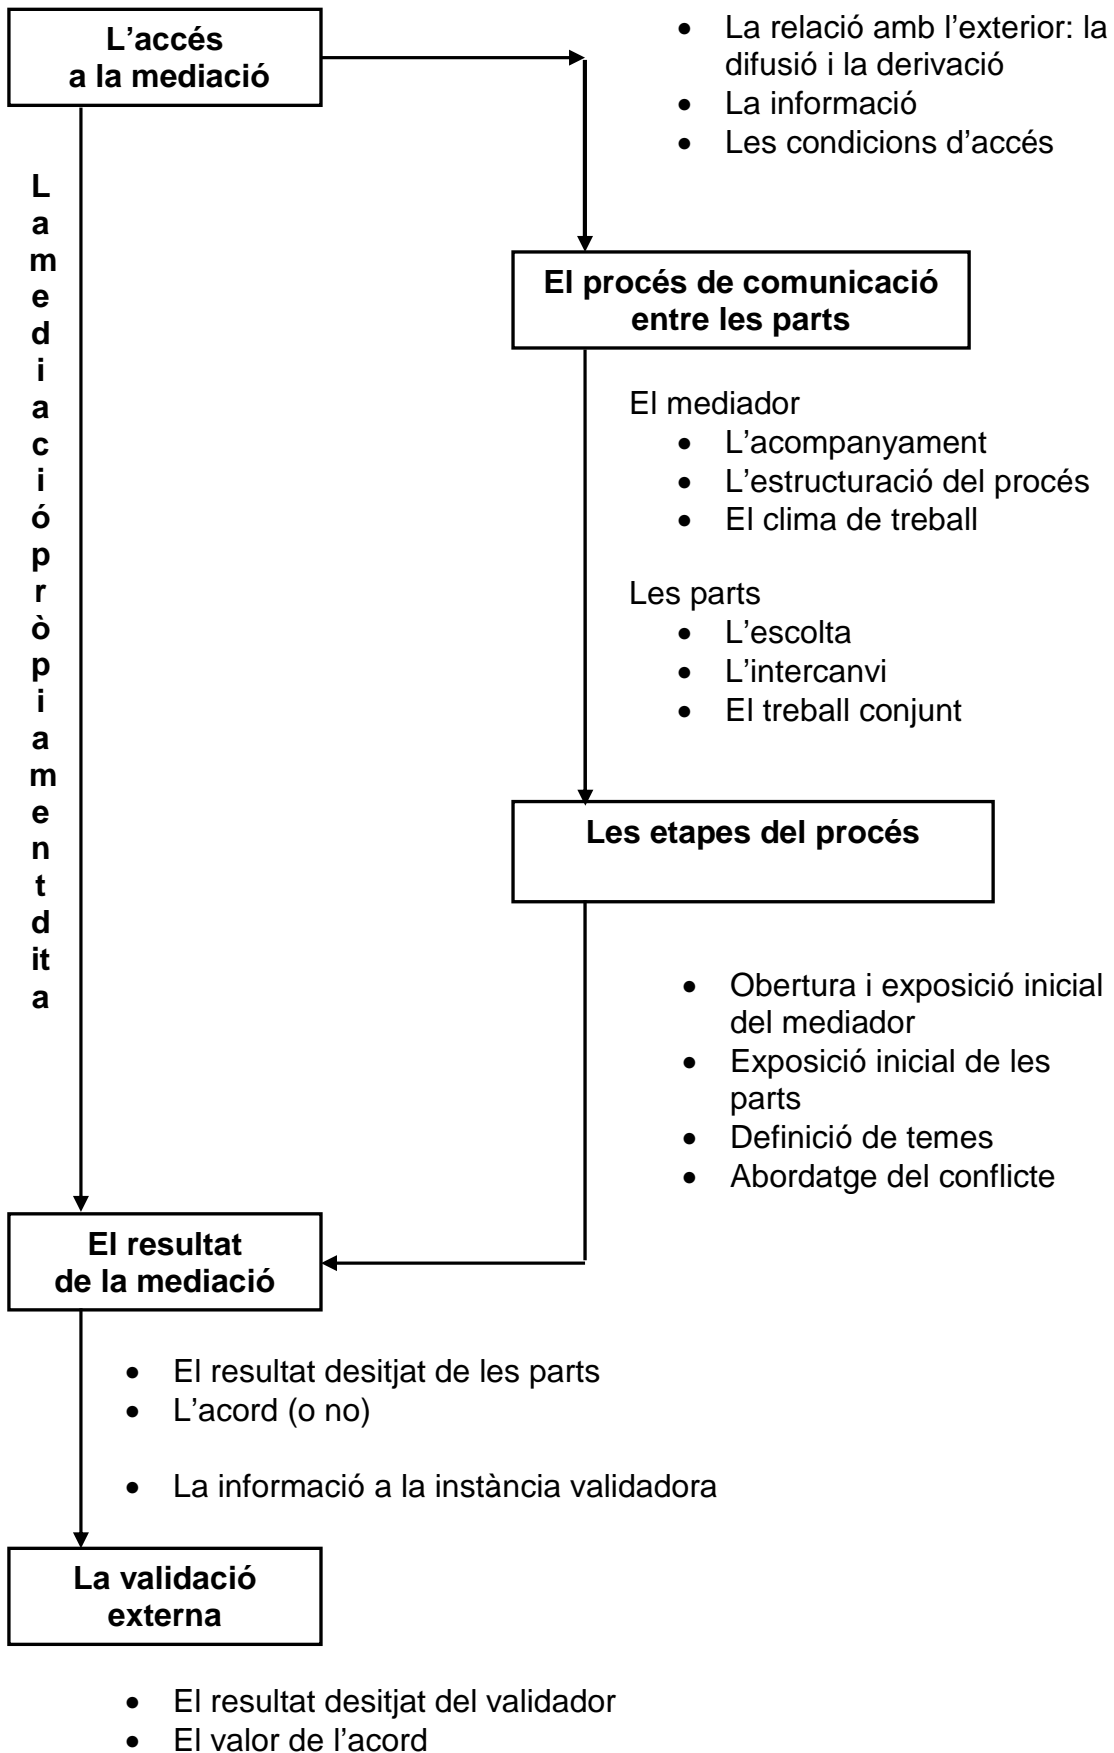 L’accés
a la mediació
• La relació amb l’exterior: la
difusió i la derivació
• La informació
• Les condicions d’accés
L
a
m
e
d
i
a
c
i
ó
p
r
ò
p
i
a
m
e
n
t
d
it
a
El procés de comunicació
entre les parts
El mediador
• L’acompanyament
• L’estructuració del procés
• El clima de treball
Les parts
• L’escolta
• L’intercanvi
• El treball conjunt
Les etapes del procés
• Obertura i exposició inicial
del mediador
• Exposició inicial de les
parts
• Definició de temes
• Abordatge del conflicte
El resultat
de la mediació
• El resultat desitjat de les parts
• L’acord (o no)
• La informació a la instància validadora
La validació
externa
• El resultat desitjat del validador
• El valor de l’acord